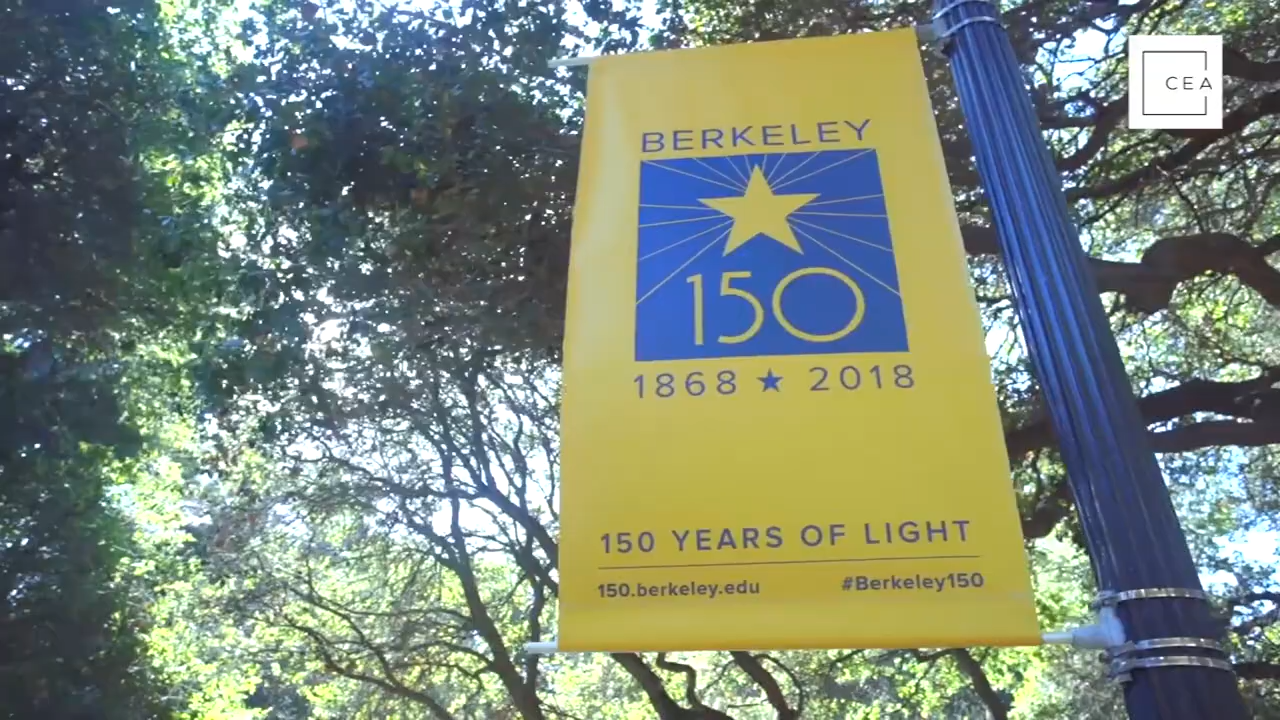 CEA
BERKELEY
150
1868 ★ 2018
150 YEARS OF LIGHT
150.berkeley.edu #Berkeley150